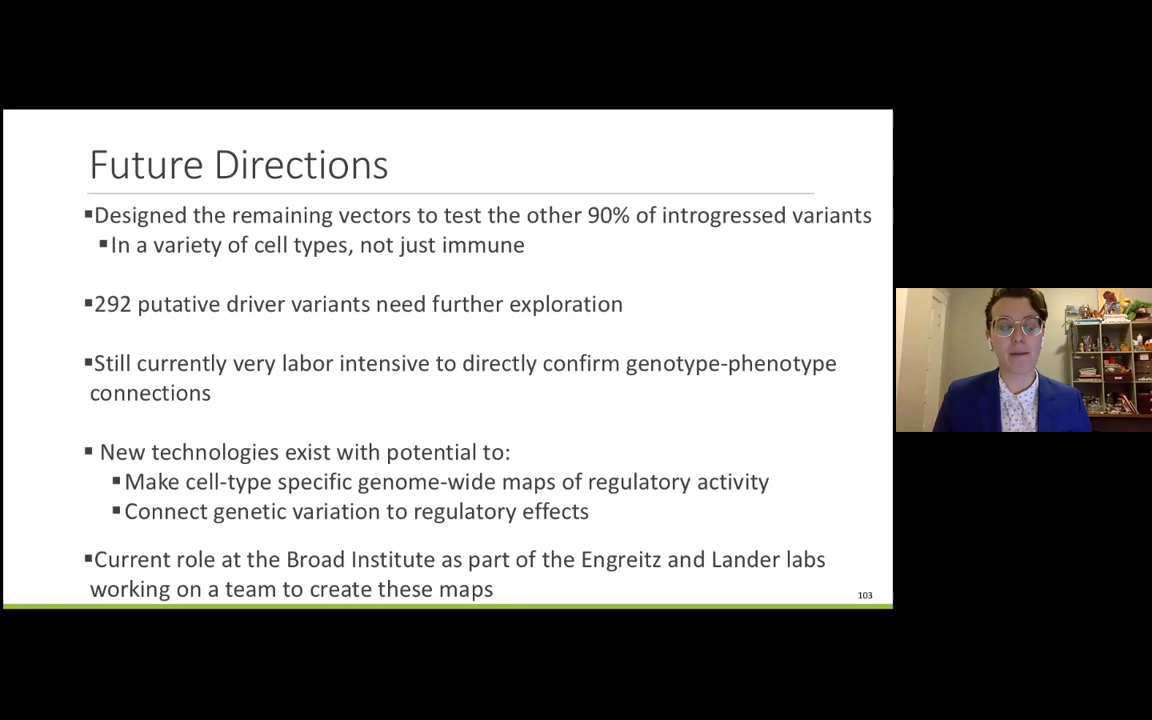 Future Directions
▪Designed the remaining vectors to test the other 90% of introgressed variants
▪In a variety of cell types, not just immune
▪292 putative driver variants need further exploration
▪Still currently very labor intensive to directly confirm genotype-phenotype
connections
▪ New technologies exist with potential to:
▪Make cell-type specific genome-wide maps of regulatory activity
▪Connect genetic variation to regulatory effects
▪Current role at the Broad Institute as part of the Engreitz and Lander labs
working on a team to create these maps
103